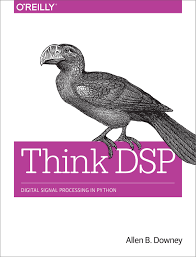 O'REILLY®
Think DSP
DIGITAL SIGNAL PROCESSING IN PYTHON
Allen B. Downey